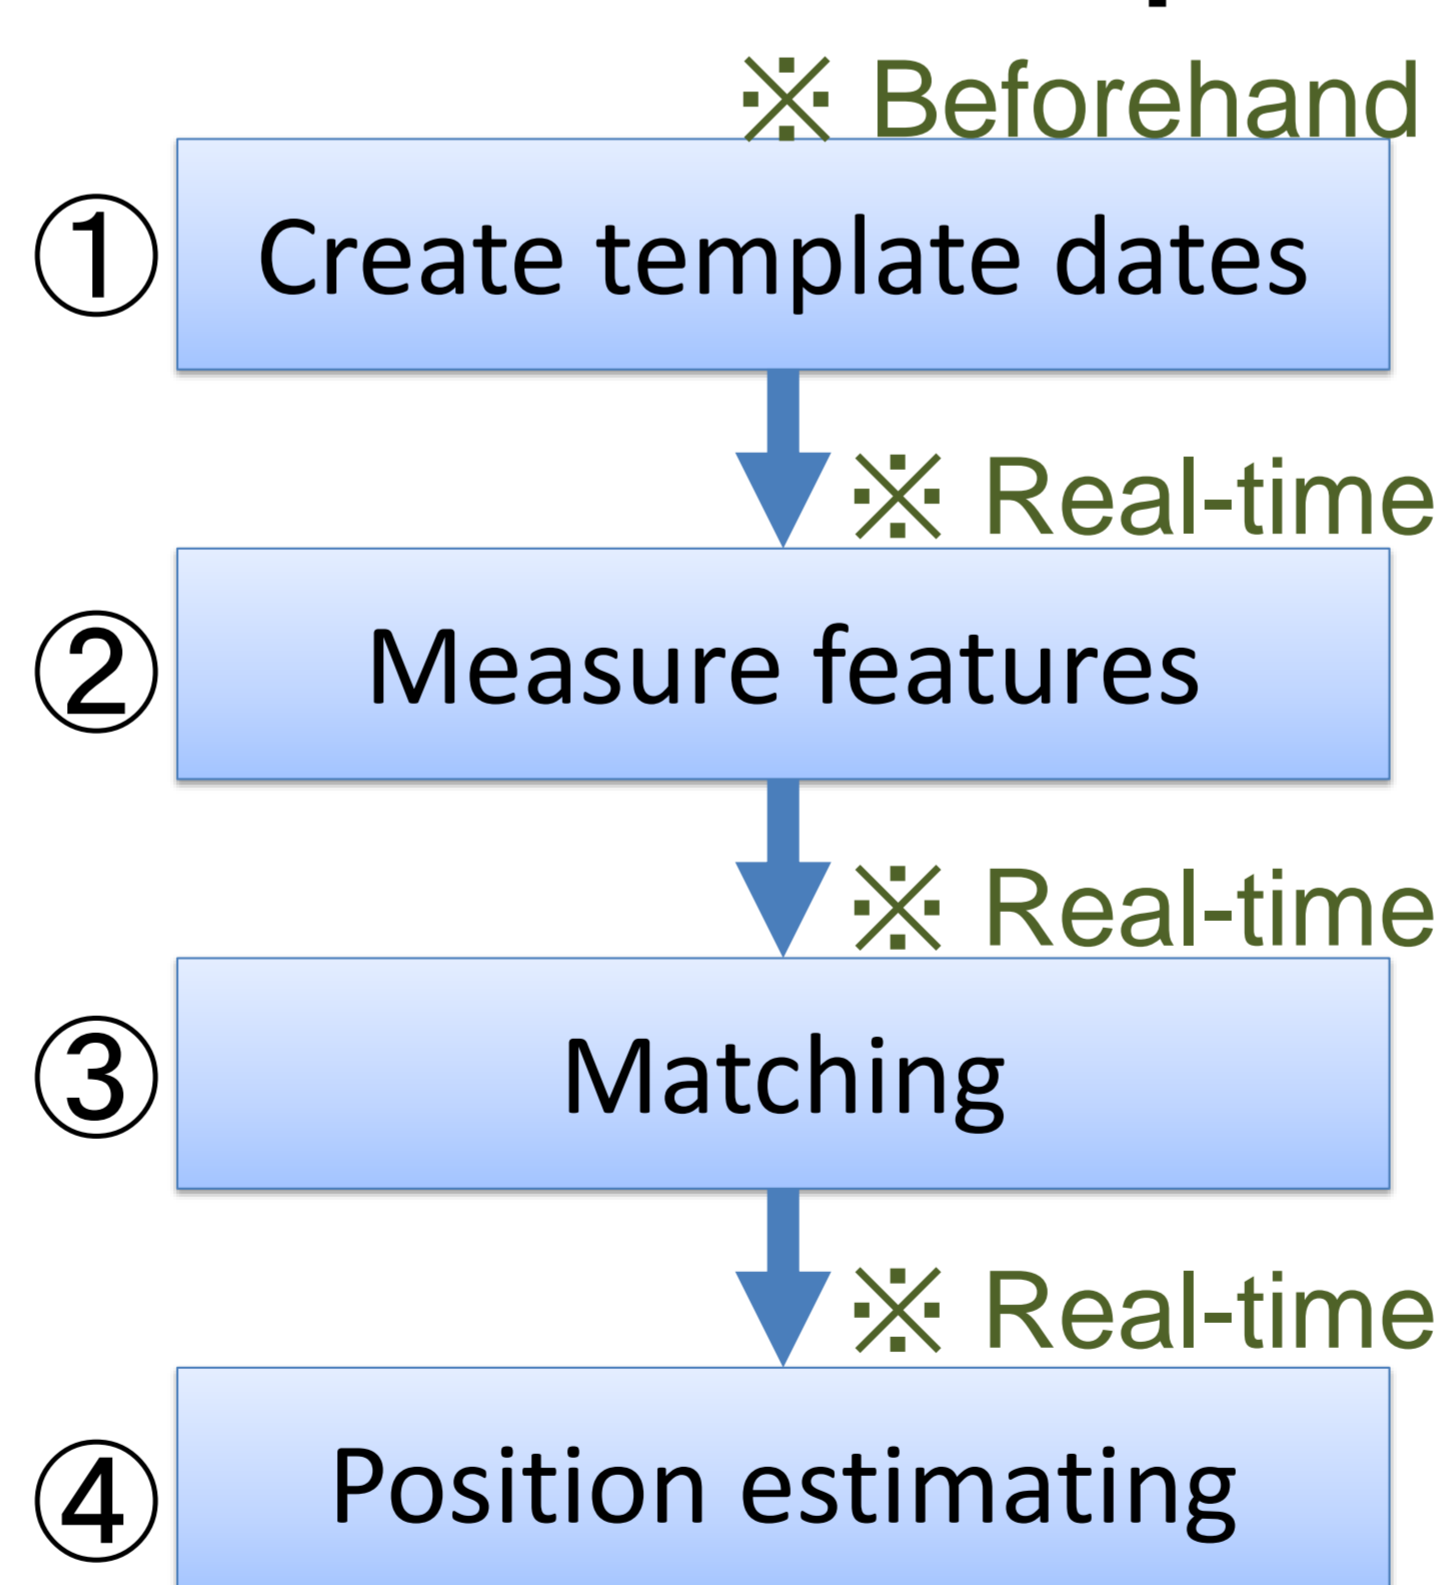 ※ Beforehand
① Create template dates
※ Real-time
② Measure features
※ Real-time
③ Matching
※ Real-time
④ Position estimating